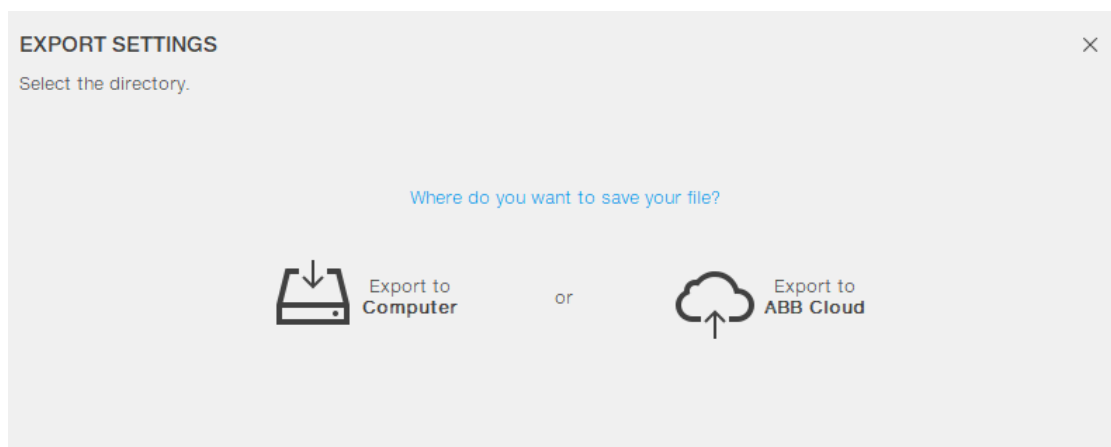 EXPORT SETTINGS
Select the directory.
Where do you want to save your file?
Export to
Computer
or
Export to
ABB Cloud